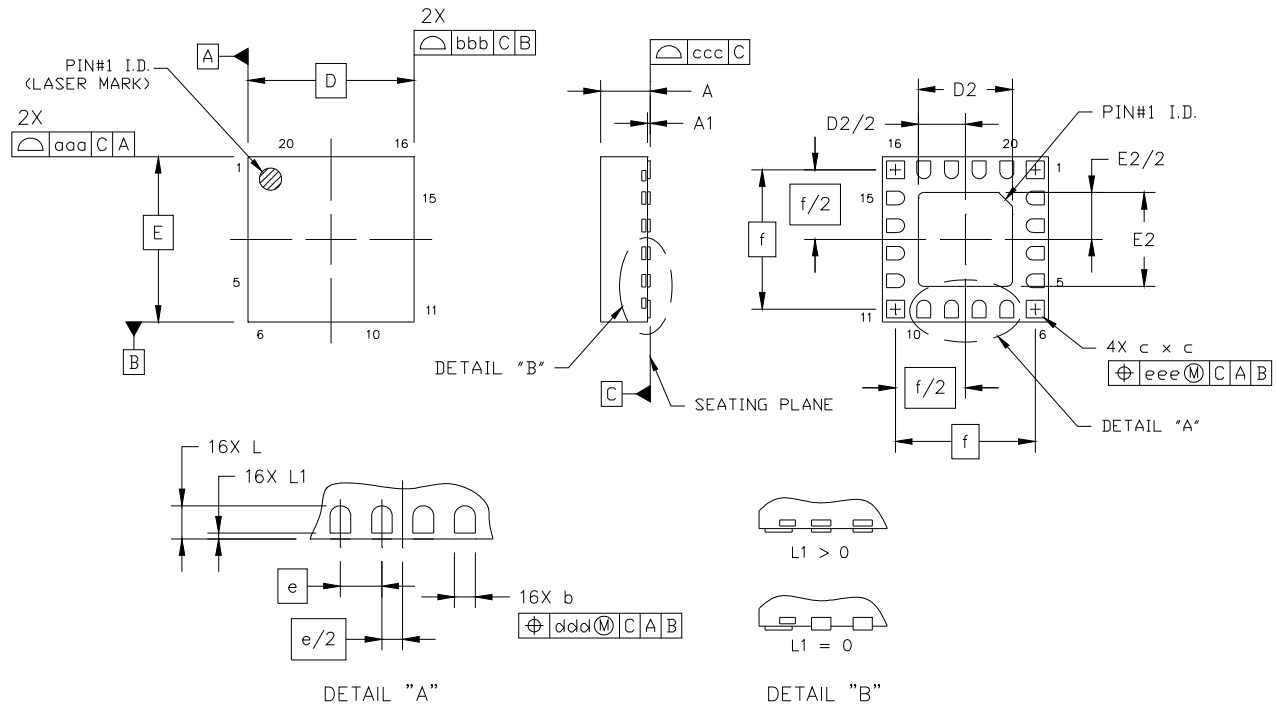 2X
⌓ bbb C B
A
D
PIN#1 I.D.
(LASER MARK)
2X
⌓ aaa C A
20
16
1
15
E
5
11
6
10
B
⌓ ccc C
A
A1
DETAIL "B"
C
SEATING PLANE
D2
D2/2
PIN#1 I.D.
16
20
E2/2
1
15
f/2
f
E2
5
11
10
6
4X c x c
⌖ eee Ⓜ C A B
f/2
f
DETAIL "A"
16X L
16X L1
e
16X b
⌖ ddd Ⓜ C A B
e/2
DETAIL "A"
L1 > 0
L1 = 0
DETAIL "B"